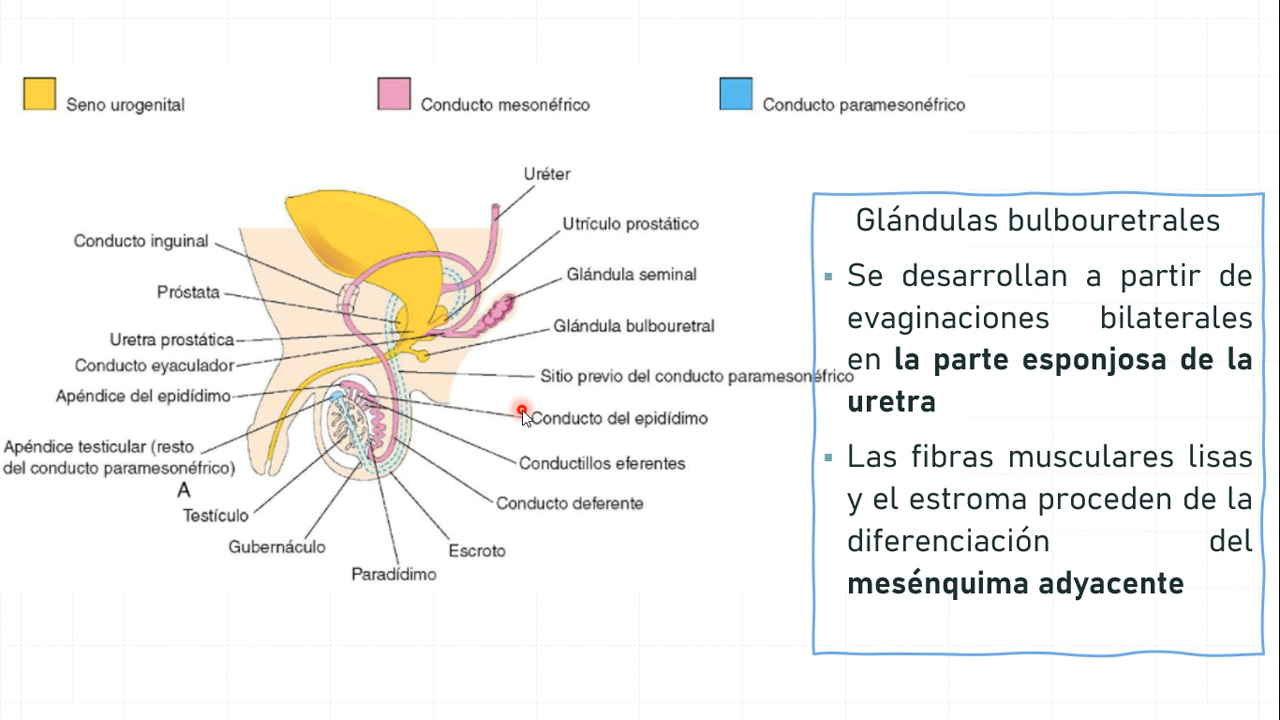 Seno urogenital
Conducto mesonéfrico
Conducto paramesonéfrico
Uréter
Utrículo prostático
Conducto inguinal
Glándula seminal
Próstata
Glándula bulbouretral
Uretra prostática
Conducto eyaculador
Sitio previo del conducto paramesonéfrico
Apéndice del epidídimo
Conducto del epidídimo
Apéndice testicular (resto
del conducto paramesonéfrico)
Conductillos eferentes
A
Conducto deferente
Testículo
Gubernáculo
Escroto
Paradídimo
Glándulas bulbouretrales
▪ Se desarrollan a partir de
evaginaciones bilaterales
en la parte esponjosa de la
uretra
▪ Las fibras musculares lisas
y el estroma proceden de la
diferenciación del
mesénquima adyacente